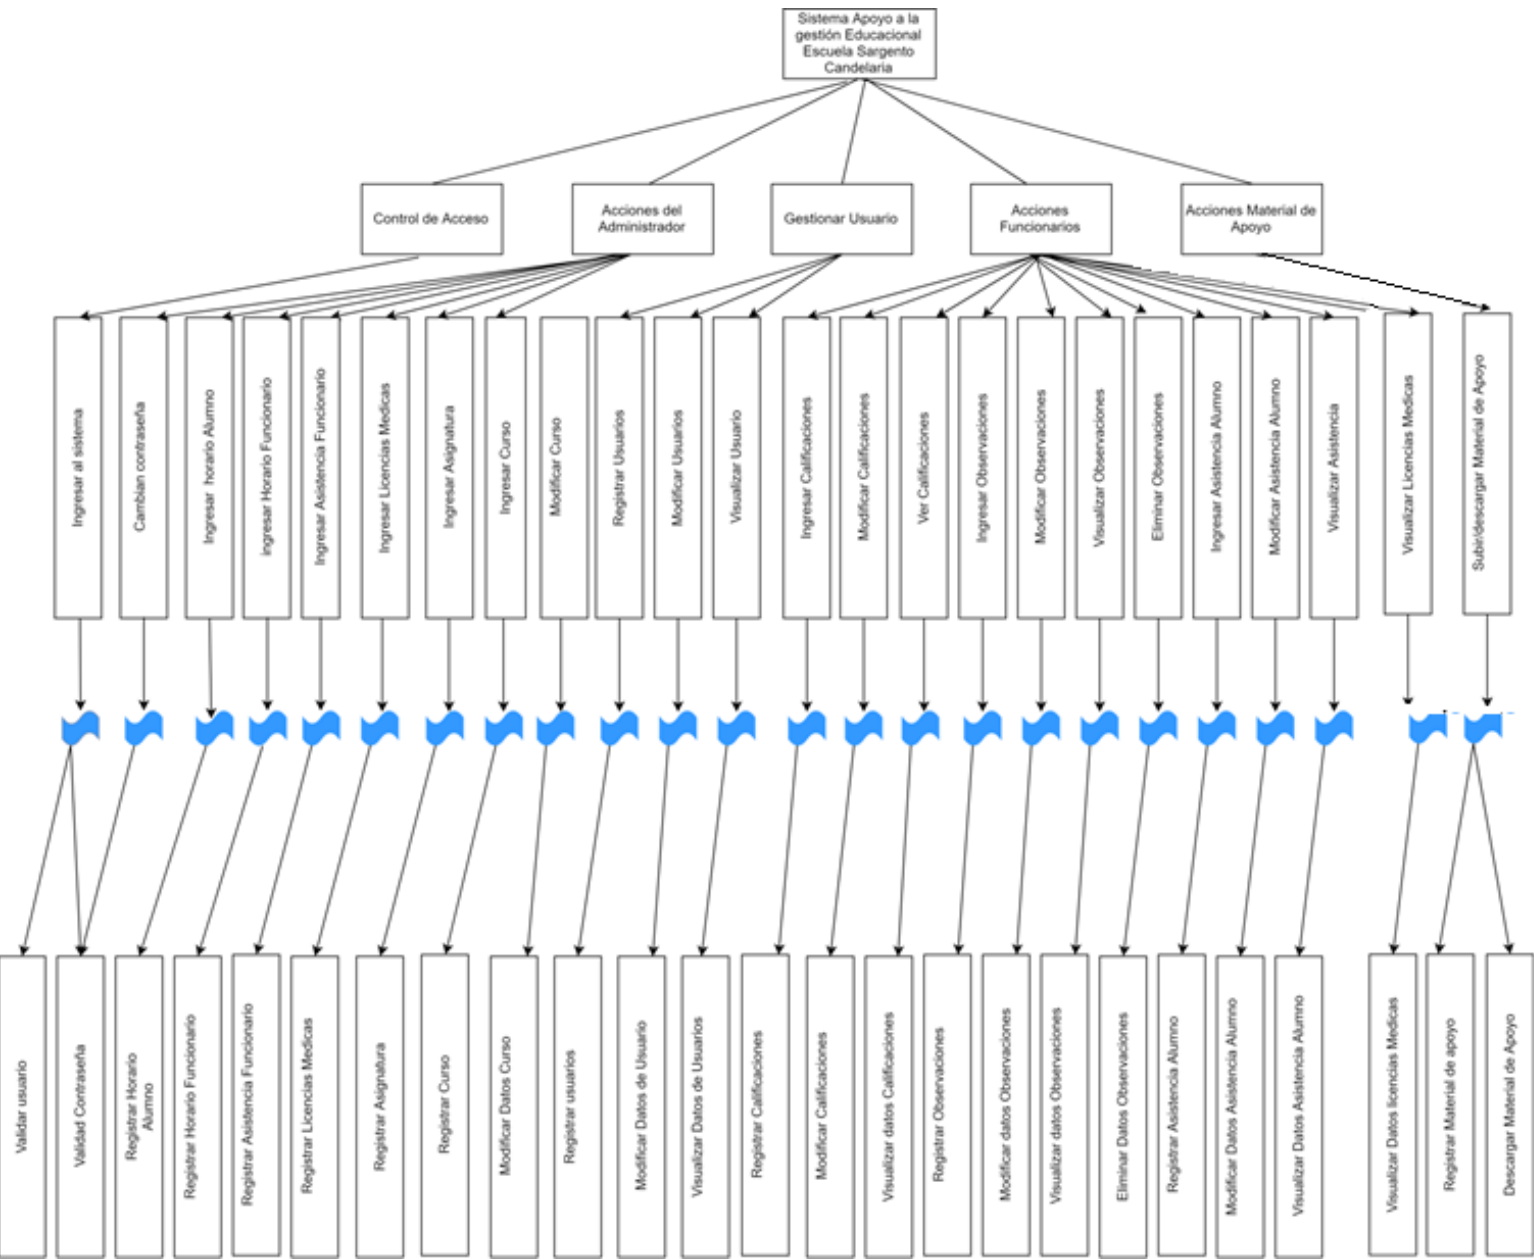 Sistema Apoyo a la
gestión Educacional
Escuela Sargento
Candelaria
Control de Acceso
Acciones del
Administrador
Gestionar Usuario
Acciones
Funcionarios
Acciones Material de
Apoyo
Ingresar al sistema
Cambian contraseña
Ingresar horario Alumno
ingresar Horario Funcionario
Ingresar Asistencia Funcionario
Ingresar Licencias Medicas
Ingresar Asignatura
Ingresar Curso
Modificar Curso
Registrar Usuarios
Modificar Usuarios
Visualizar Usuario
Ingresar Calificaciones
Modificar Calificaciones
Ver Calificaciones
Ingresar Observaciones
Modificar Observaciones
Visualizar Observaciones
Eliminar Observaciones
Ingresar Asistencia Alumno
Modificar Asistencia Alumno
Visualizar Asistencia
Visualizar Licencias Medicas
Subir/descargar Material de Apoyo
Validar usuario
Validad Contraseña
Registrar Horario
Alumno
Registrar Horario Funcionario
Registrar Asistencia Funcionario
Registrar Licencias Medicas
Registrar Asignatura
Registrar Curso
Modificar Datos Curso
Registrar usuarios
Modificar Datos de Usuario
Visualizar Datos de Usuarios
Registrar Calificaciones
Modificar Calificaciones
Visualizar datos Calificaciones
Registrar Observaciones
Modificar datos Observaciones
Visualizar datos Observaciones
Eliminar Datos Observaciones
Registrar Asistencia Alumno
Modificar Datos Asistencia Alumno
Visualizar Datos Asistencia Alumno
Visualizar Datos licencias Medicas
Registrar Material de apoyo
Descargar Material de Apoyo